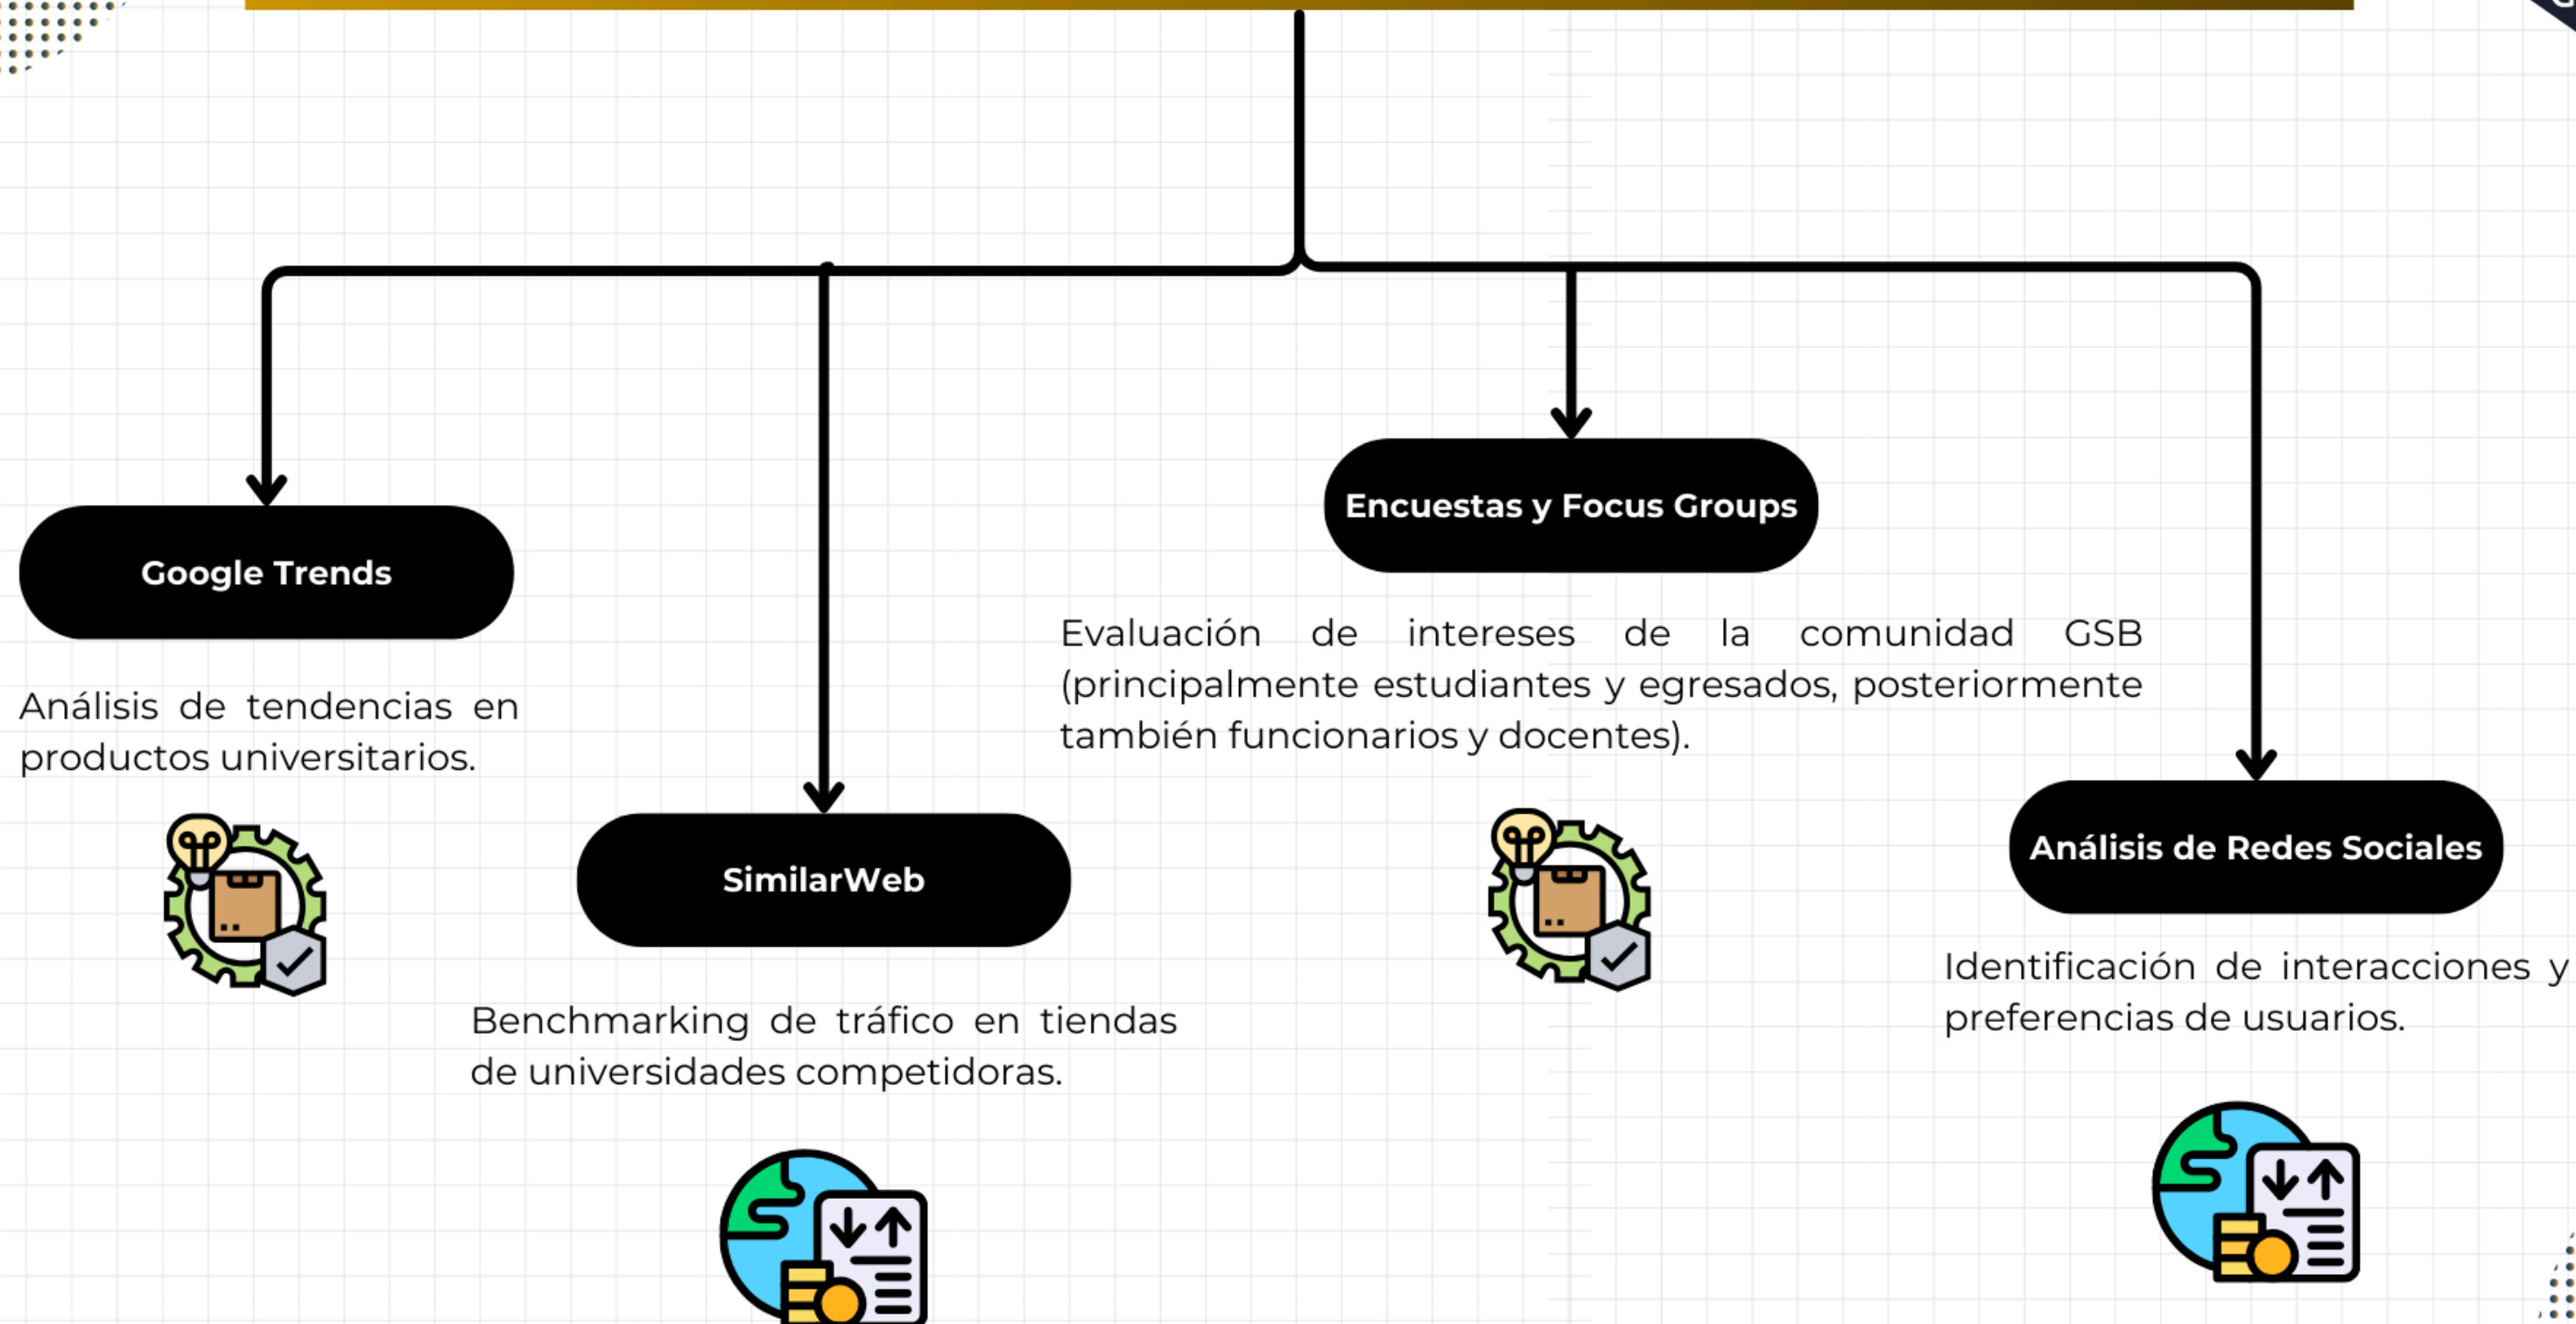 Google Trends
Análisis de tendencias en
productos universitarios.
SimilarWeb
Benchmarking de tráfico en tiendas
de universidades competidoras.
Encuestas y Focus Groups
Evaluación de intereses de la comunidad GSB
(principalmente estudiantes y egresados, posteriormente
también funcionarios y docentes).
Análisis de Redes Sociales
Identificación de interacciones y
preferencias de usuarios.